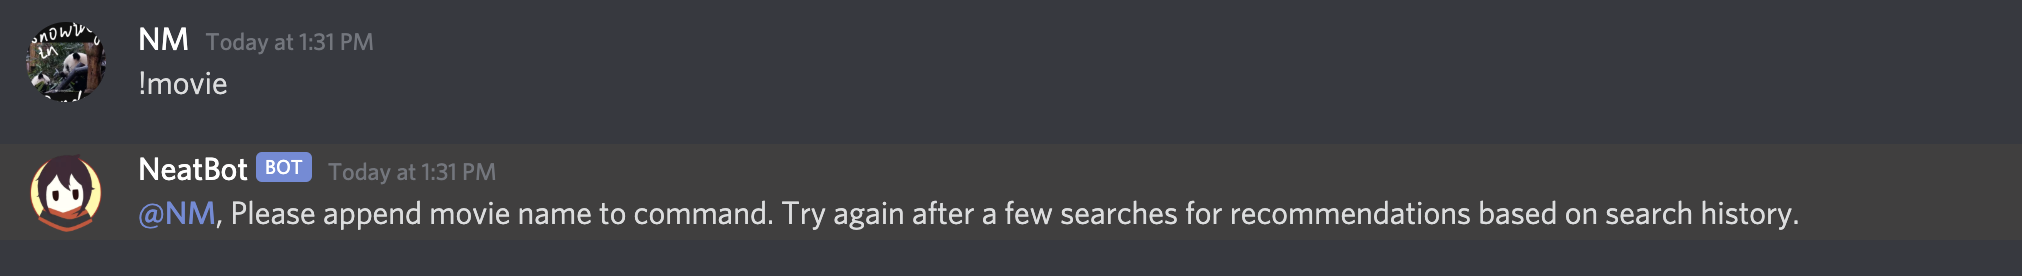 NM Today at 1:31 PM
!movie
NeatBot BOT Today at 1:31 PM
@NM, Please append movie name to command. Try again after a few searches for recommendations based on search history.